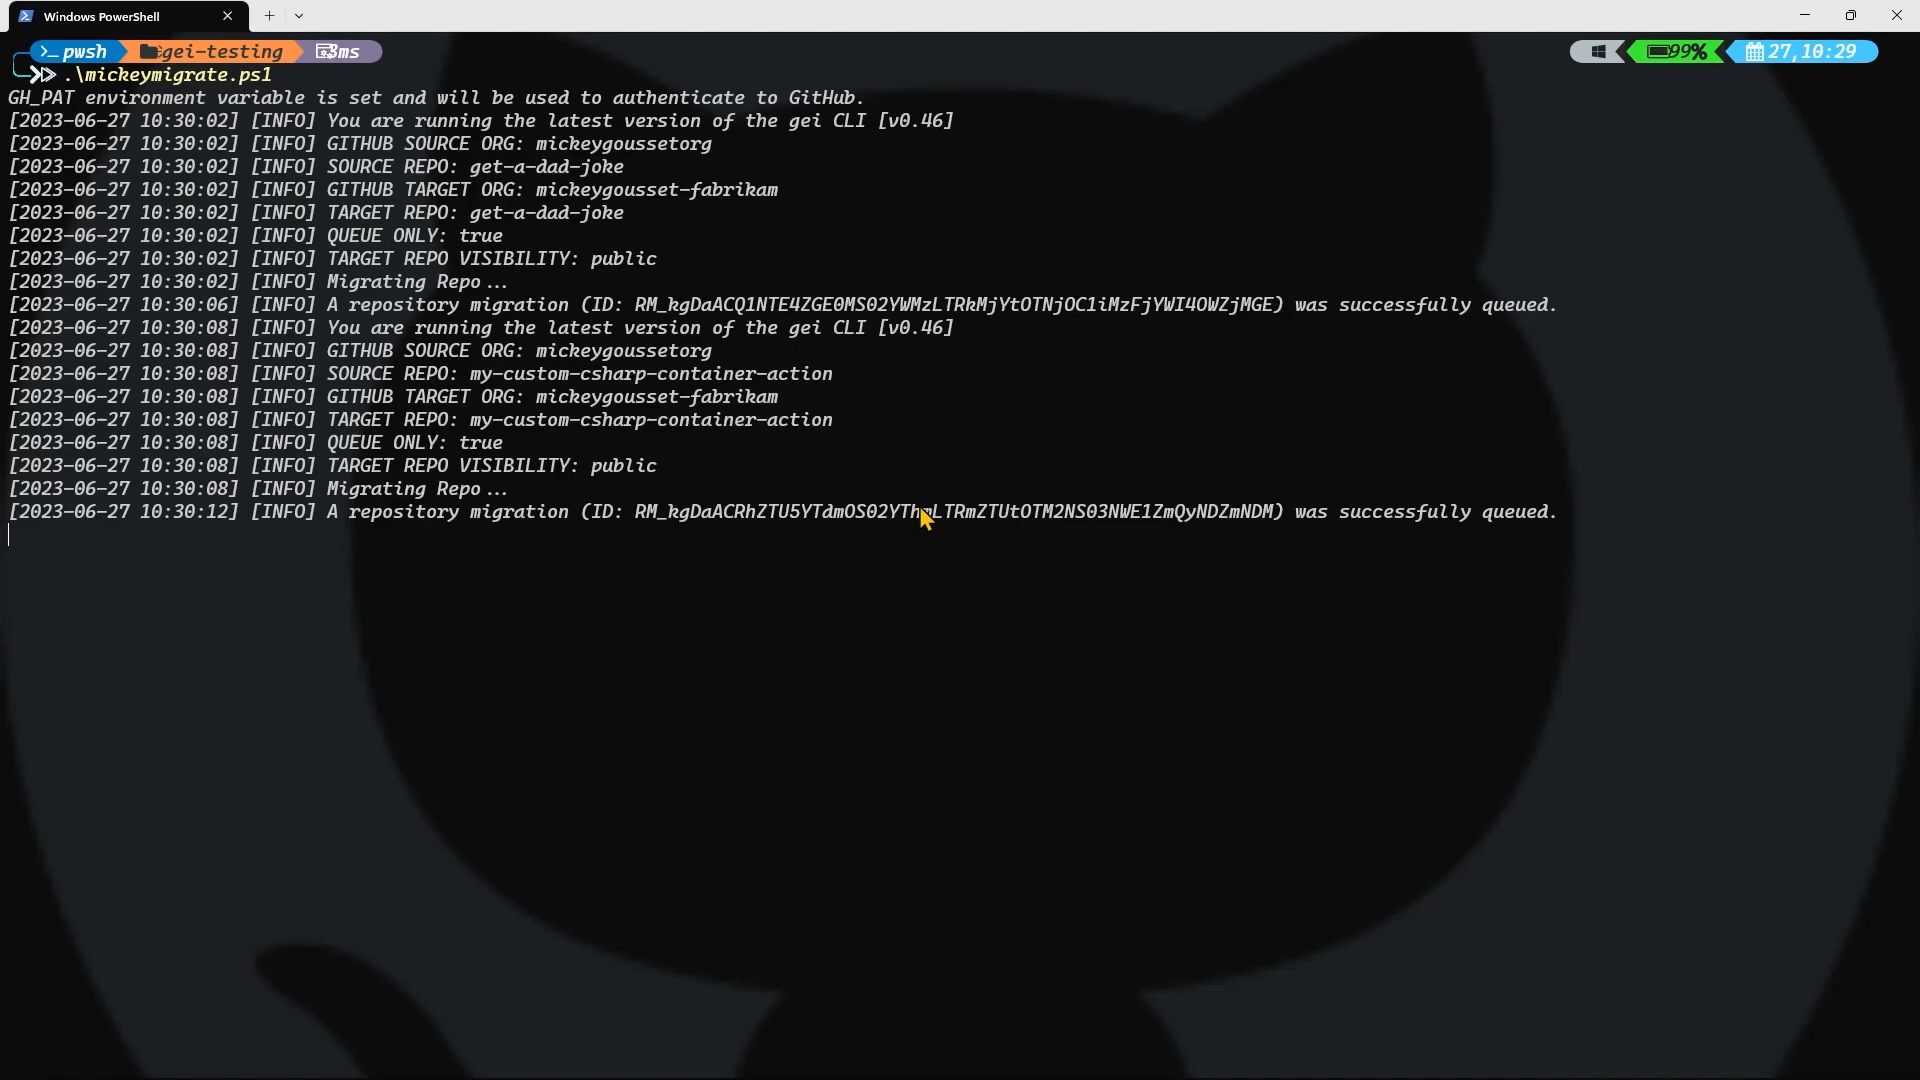 Windows PowerShell
pwsh gei-testing 3ms 99% 27,10:29
.\mickeymigrate.ps1
GH_PAT environment variable is set and will be used to authenticate to GitHub.
[2023-06-27 10:30:02] [INFO] You are running the latest version of the gei CLI [v0.46]
[2023-06-27 10:30:02] [INFO] GITHUB SOURCE ORG: mickeygoussetorg
[2023-06-27 10:30:02] [INFO] SOURCE REPO: get-a-dad-joke
[2023-06-27 10:30:02] [INFO] GITHUB TARGET ORG: mickeygousset-fabrikam
[2023-06-27 10:30:02] [INFO] TARGET REPO: get-a-dad-joke
[2023-06-27 10:30:02] [INFO] QUEUE ONLY: true
[2023-06-27 10:30:02] [INFO] TARGET REPO VISIBILITY: public
[2023-06-27 10:30:02] [INFO] Migrating Repo...
[2023-06-27 10:30:06] [INFO] A repository migration (ID: RM_kgDaACQ1NTE4ZGE0MS02YWMzLTRkMjYtOTNjOC1iMzFjYWI4OWZjMGE) was successfully queued.
[2023-06-27 10:30:08] [INFO] You are running the latest version of the gei CLI [v0.46]
[2023-06-27 10:30:08] [INFO] GITHUB SOURCE ORG: mickeygoussetorg
[2023-06-27 10:30:08] [INFO] SOURCE REPO: my-custom-csharp-container-action
[2023-06-27 10:30:08] [INFO] GITHUB TARGET ORG: mickeygousset-fabrikam
[2023-06-27 10:30:08] [INFO] TARGET REPO: my-custom-csharp-container-action
[2023-06-27 10:30:08] [INFO] QUEUE ONLY: true
[2023-06-27 10:30:08] [INFO] TARGET REPO VISIBILITY: public
[2023-06-27 10:30:08] [INFO] Migrating Repo...
[2023-06-27 10:30:12] [INFO] A repository migration (ID: was successfully queued.